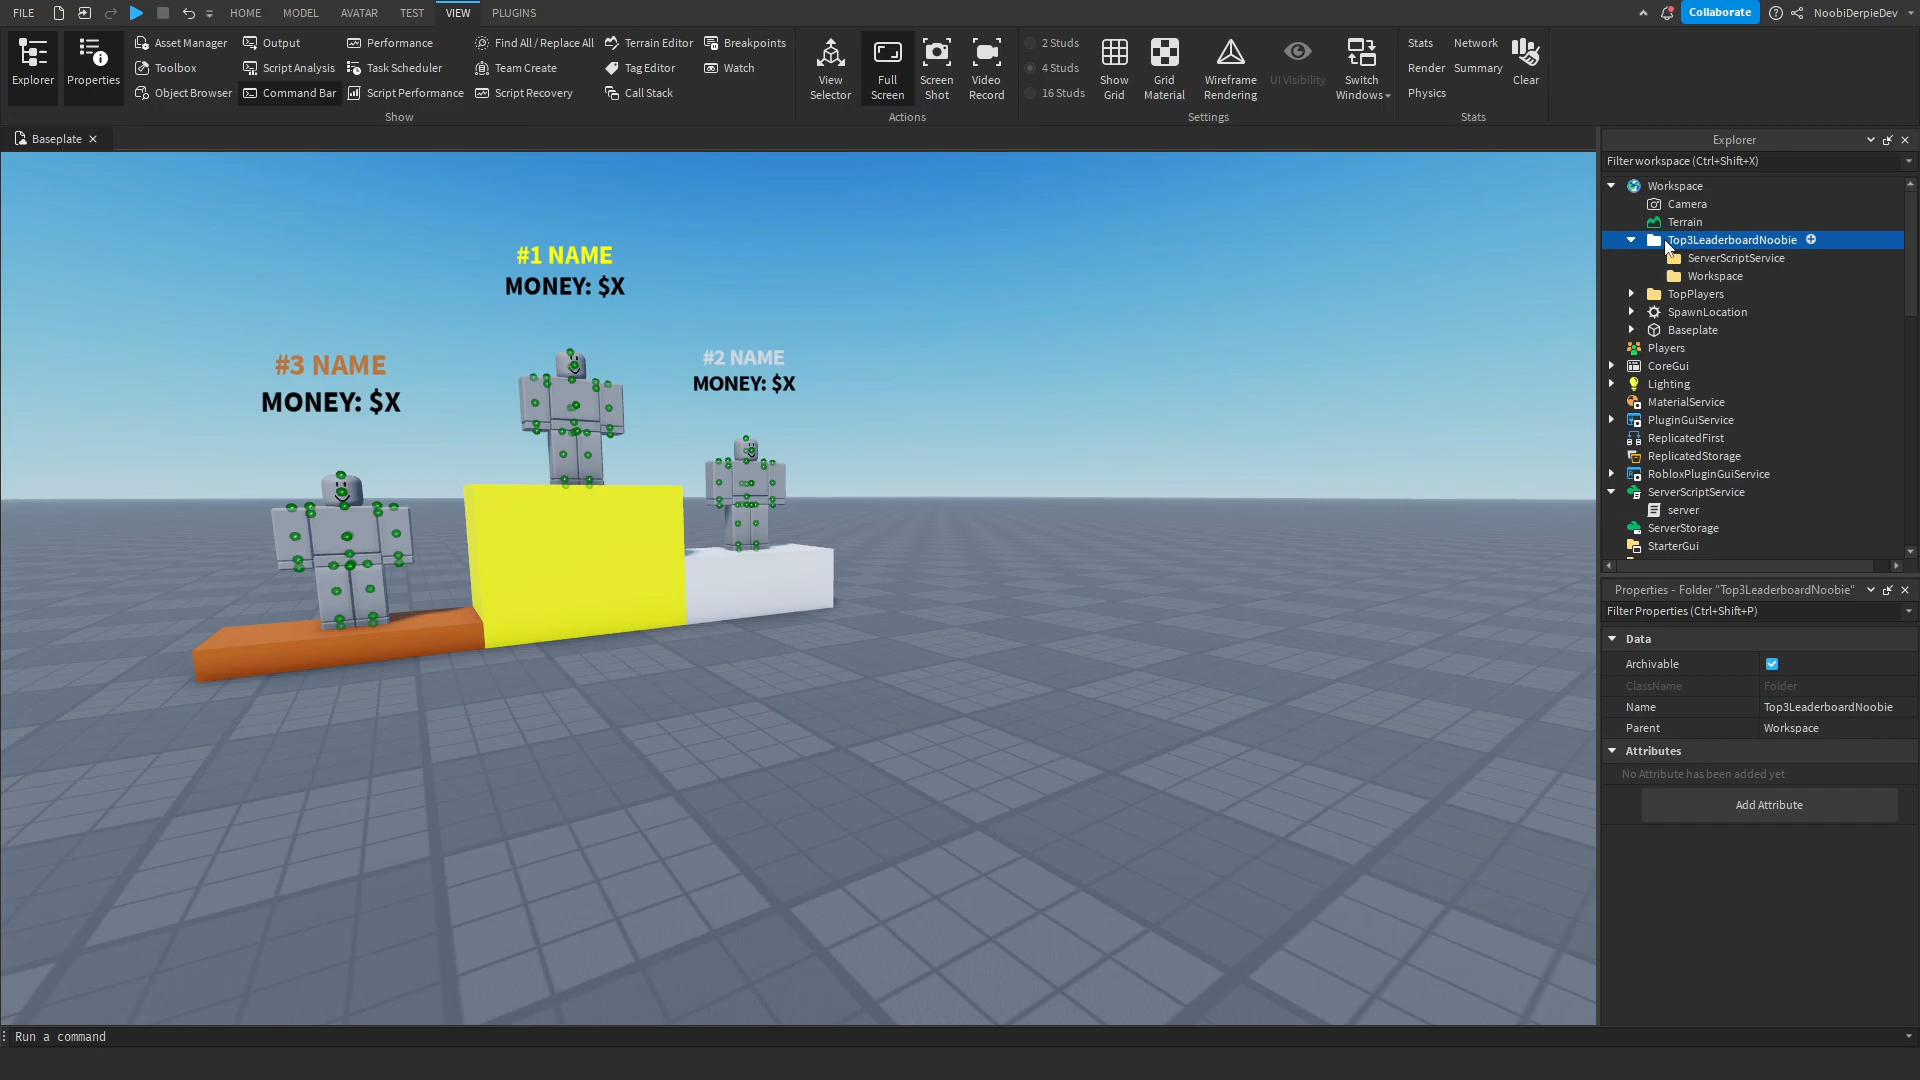 FILE HOME MODEL AVATAR TEST VIEW PLUGINS Collaborate NoobiDerpieDev
Explorer
Properties
Asset Manager Output Performance Find All / Replace All Terrain Editor Breakpoints
Toolbox Script Analysis Task Scheduler Team Create Tag Editor Watch
Object Browser Command Bar Script Performance Script Recovery Call Stack
Show
View Selector
Full Screen
Screen Shot
Video Record
Actions
2 Studs
4 Studs
16 Studs
Show Grid
Grid Material
Wireframe Rendering
UI Visibility
Switch Windows
Settings
Stats Network
Render Summary
Physics
Clear
Stats
Baseplate
#1 NAME
MONEY: $X
#3 NAME
MONEY: $X
#2 NAME
MONEY: $X
Explorer
Filter workspace (Ctrl+Shift+X)
Workspace
Camera
Terrain
Top3LeaderboardNoobie
ServerScriptService
Workspace
TopPlayers
SpawnLocation
Baseplate
Players
CoreGui
Lighting
MaterialService
PluginGuiService
ReplicatedFirst
ReplicatedStorage
RobloxPluginGuiService
ServerScriptService
server
ServerStorage
StarterGui
Properties - Folder "Top3LeaderboardNoobie"
Filter Properties (Ctrl+Shift+P)
Data
Archivable
ClassName Folder
Name Top3LeaderboardNoobie
Parent Workspace
Attributes
No Attribute has been added yet
Add Attribute
Run a command